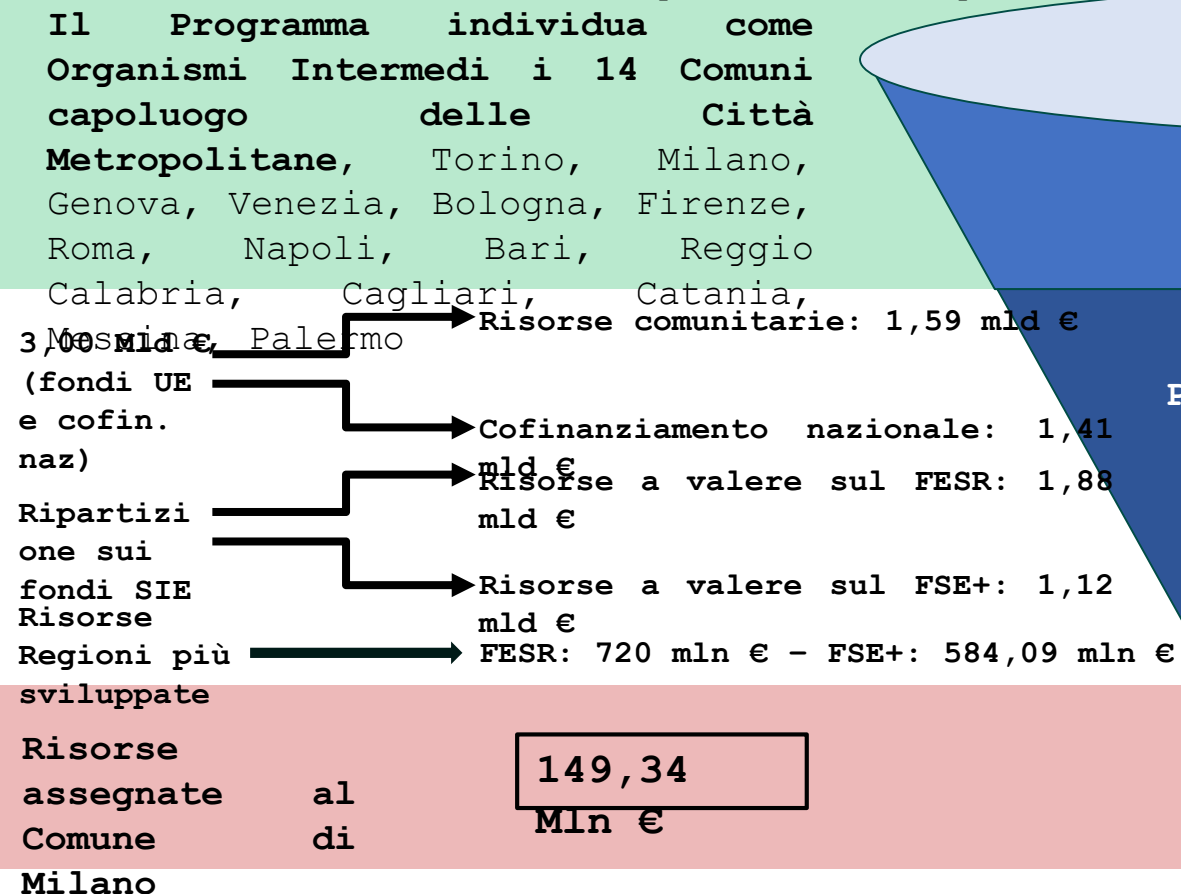 Il Programma individua come
Organismi Intermedi i 14 Comuni
capoluogo delle Città
Metropolitane, Torino, Milano,
Genova, Venezia, Bologna, Firenze,
Roma, Napoli, Bari, Reggio
Calabria, Cagliari, Catania,
Messina, Palermo
3,00 Mld €
(fondi UE
e cofin.
naz)
Risorse comunitarie: 1,59 mld €
Cofinanziamento nazionale: 1,41
mld €
Ripartizi
one sui
fondi SIE
Risorse a valere sul FESR: 1,88
mld €
Risorse a valere sul FSE+: 1,12
mld €
Risorse
Regioni più
sviluppate
FESR: 720 mln € – FSE+: 584,09 mln €
Risorse
assegnate al
Comune di
Milano
149,34
Mln €